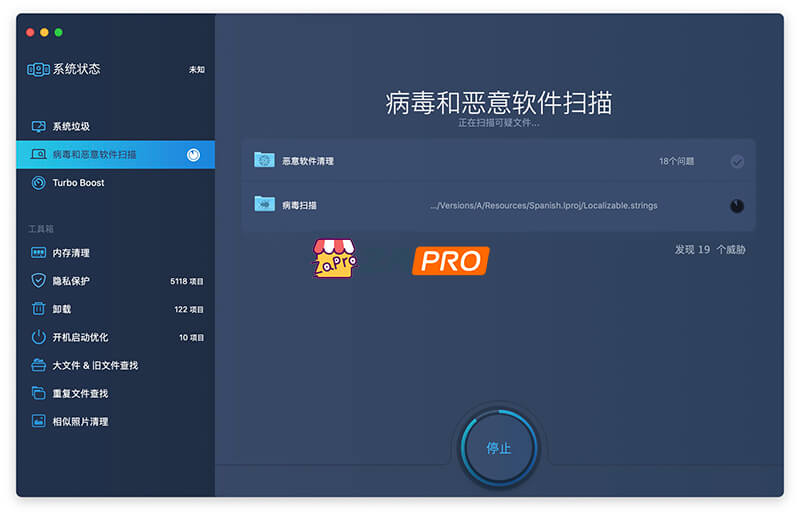 系统状态 未知
系统垃圾
病毒和恶意软件扫描
Turbo Boost
工具箱
内存清理
隐私保护 5118 项目
卸载 122 项目
开机启动优化 10 项目
大文件 & 旧文件查找
重复文件查找
相似照片清理
病毒和恶意软件扫描
正在扫描可疑文件...
恶意软件清理 18个问题
病毒扫描 .../Versions/A/Resources/Spanish.lproj/Localizable.strings
ZaPro PRO
发现 19 个威胁
停止